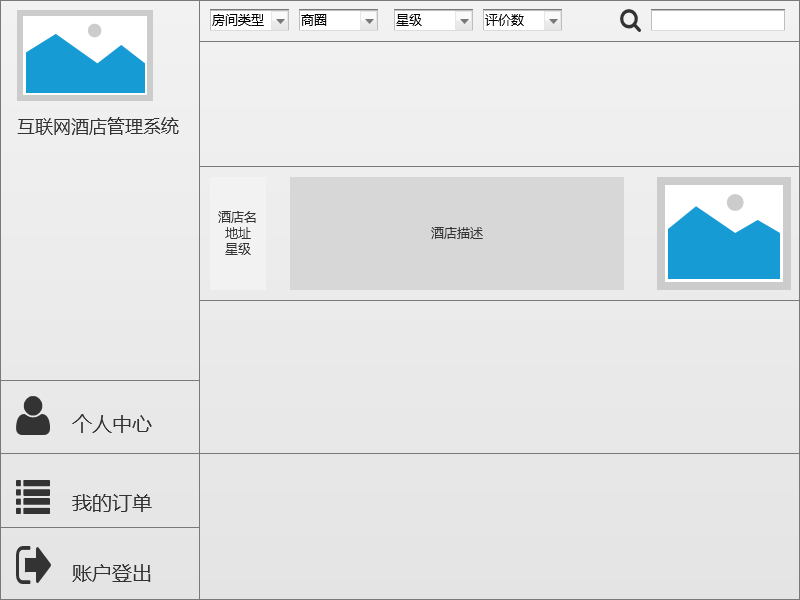 房间类型
商圈
星级
评价数
互联网酒店管理系统
酒店名
地址
星级
酒店描述
个人中心
我的订单
账户登出